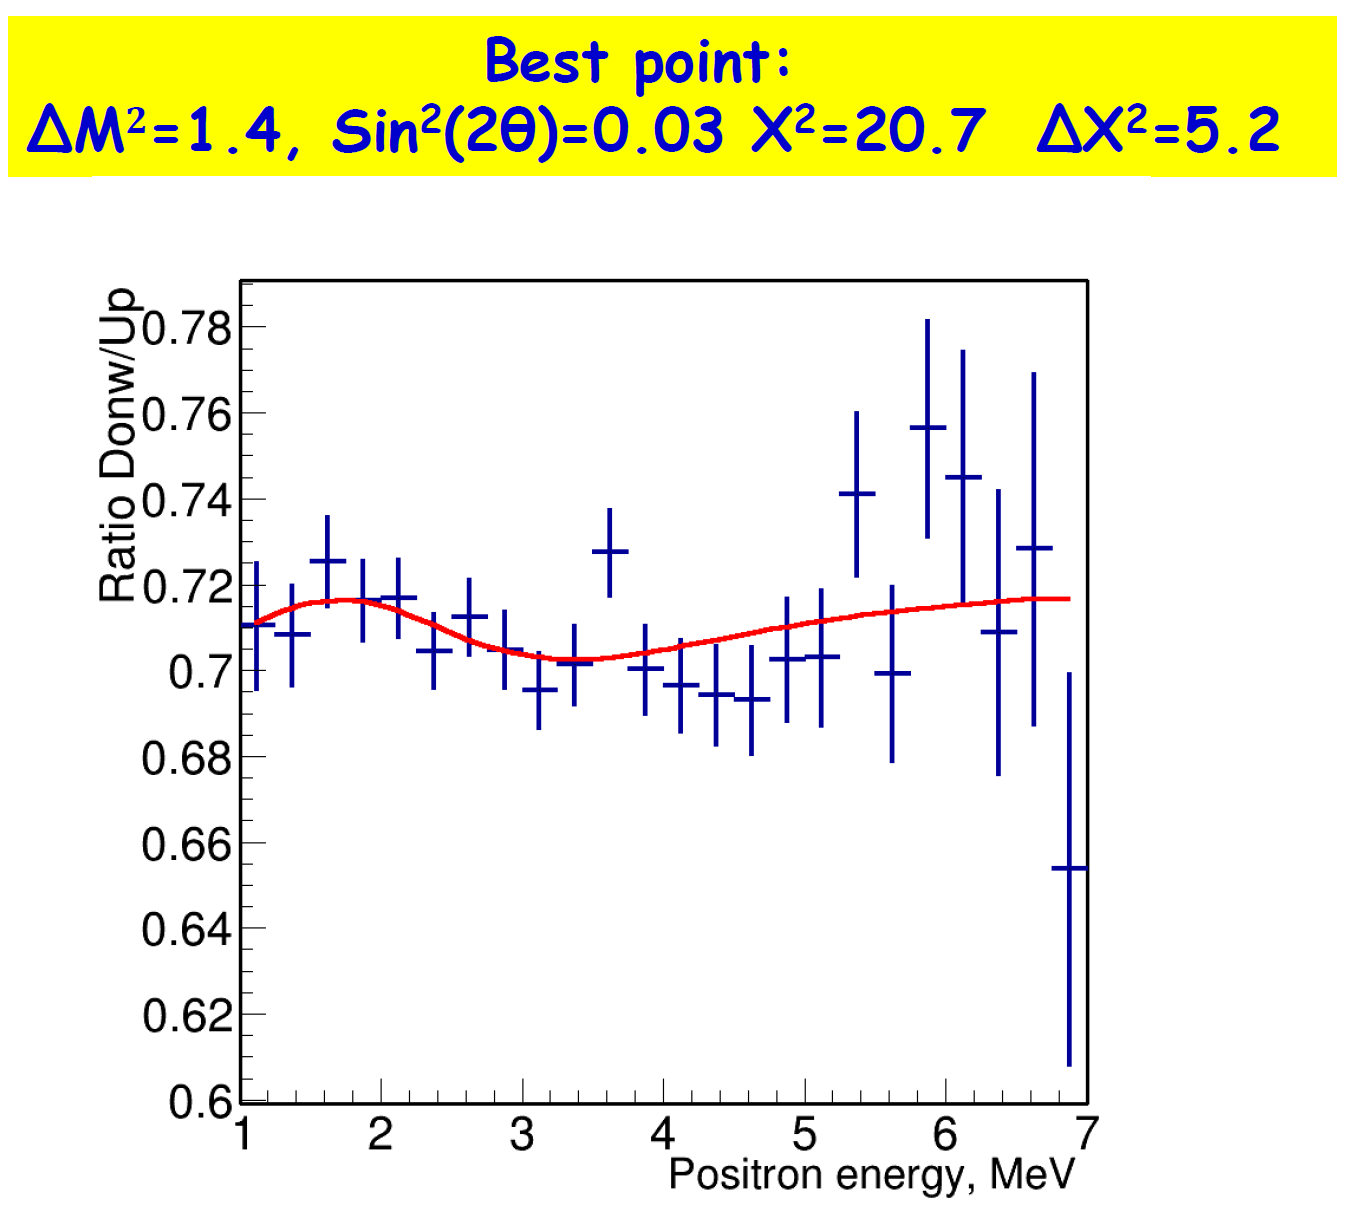 Best point:
ΔM²=1.4, Sin²(2θ)=0.03 X²=20.7 ΔX²=5.2
Ratio Donw/Up
0.78
0.76
0.74
0.72
0.7
0.68
0.66
0.64
0.62
0.6
1 2 3 4 5 6 7
Positron energy, MeV